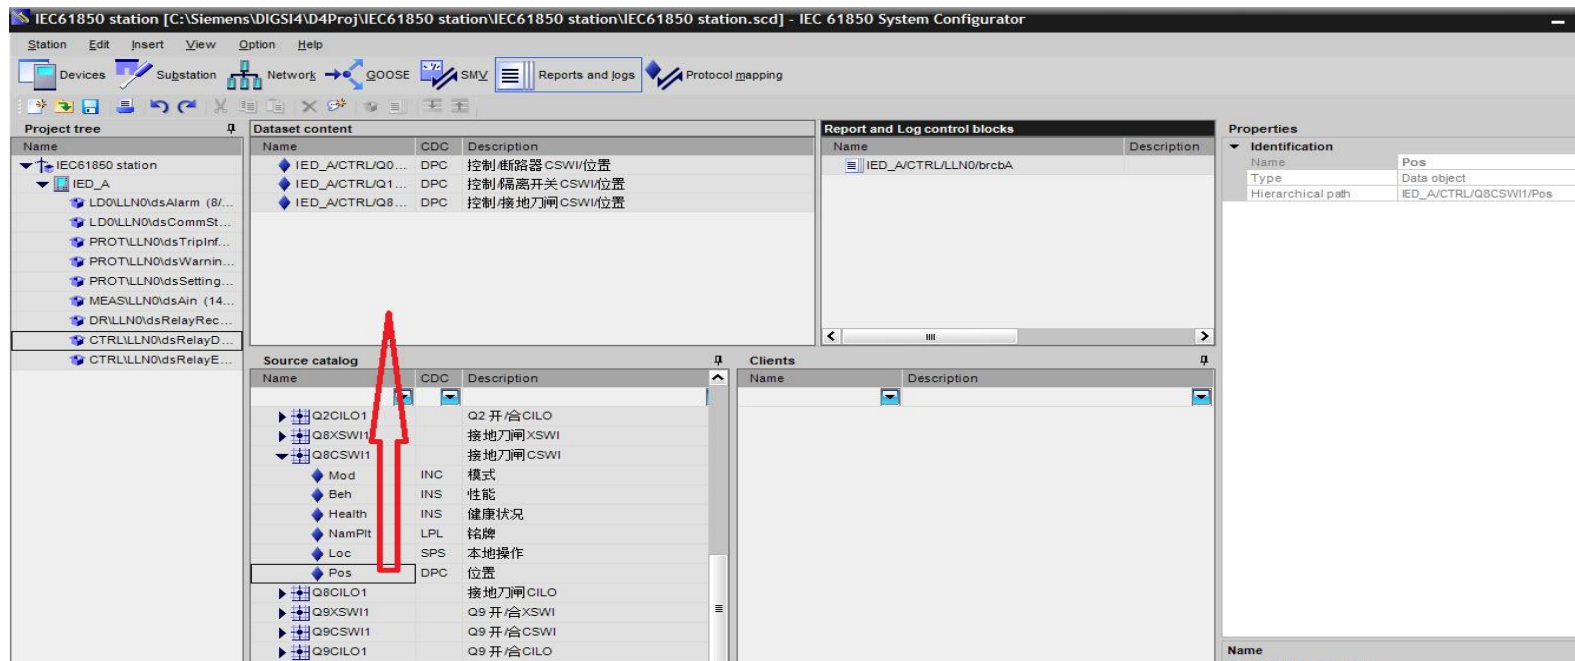 IEC61850 station [C:\Siemens\DIGSI4\D4Proj\IEC61850 station\IEC61850 station\IEC61850 station.scd] - IEC 61850 System Configurator
Station Edit Insert View Option Help
Devices Substation Network GOOSE SMV Reports and logs Protocol mapping
Project tree
Name
IEC61850 station
IED_A
LD0\LLN0\dsAlarm (8/...
LD0\LLN0\dsCommSt...
PROT\LLN0\dsTripInf...
PROT\LLN0\dsWarnin...
PROT\LLN0\dsSetting...
MEAS\LLN0\dsAin (14...
DR\LLN0\dsRelayRec...
CTRL\LLN0\dsRelayD...
CTRL\LLN0\dsRelayE...
Dataset content
Name CDC Description
IED_A/CTRL/Q0... DPC 控制/断路器CSWI/位置
IED_A/CTRL/Q1... DPC 控制/隔离开关CSWI/位置
IED_A/CTRL/Q8... DPC 控制/接地刀闸CSWI/位置
Report and Log control blocks
Name Description
IED_A/CTRL/LLN0/brcbA
Source catalog
Name CDC Description
Q2CILO1 Q2 开/合CILO
Q8XSWI1 接地刀闸XSWI
Q8CSWI1 接地刀闸CSWI
Mod INC 模式
Beh INS 性能
Health INS 健康状况
NamPlt LPL 铭牌
Loc SPS 本地操作
Pos DPC 位置
Q8CILO1 接地刀闸CILO
Q9XSWI1 Q9 开/合XSWI
Q9CSWI1 Q9 开/合CSWI
Q9CILO1 Q9 开/合CILO
Clients
Name Description
Properties
Identification
Name Pos
Type Data object
Hierarchical path IED_A/CTRL/Q8CSWI1/Pos
Name